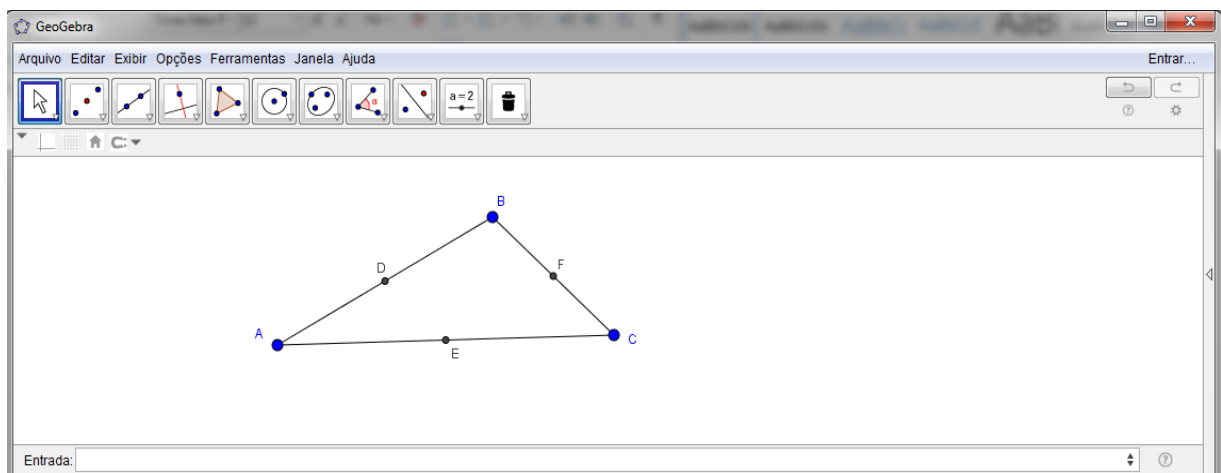 GeoGebra
Arquivo Editar Exibir Opções Ferramentas Janela Ajuda
Entrar...
a=2
α
B
D
F
A
C
E
Entrada: